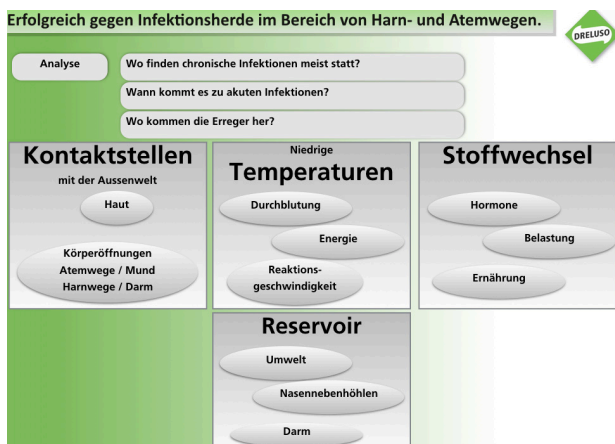 Erfolgreich gegen Infektionsherde im Bereich von Harn- und Atemwegen.
DRELUSO
Analyse
Wo finden chronische Infektionen meist statt?
Wann kommt es zu akuten Infektionen?
Wo kommen die Erreger her?
Kontaktstellen
mit der Aussenwelt
Haut
Körperöffnungen
Atemwege / Mund
Harnwege / Darm
Niedrige
Temperaturen
Durchblutung
Energie
Reaktions-
geschwindigkeit
Stoffwechsel
Hormone
Belastung
Ernährung
Reservoir
Umwelt
Nasennebenhöhlen
Darm